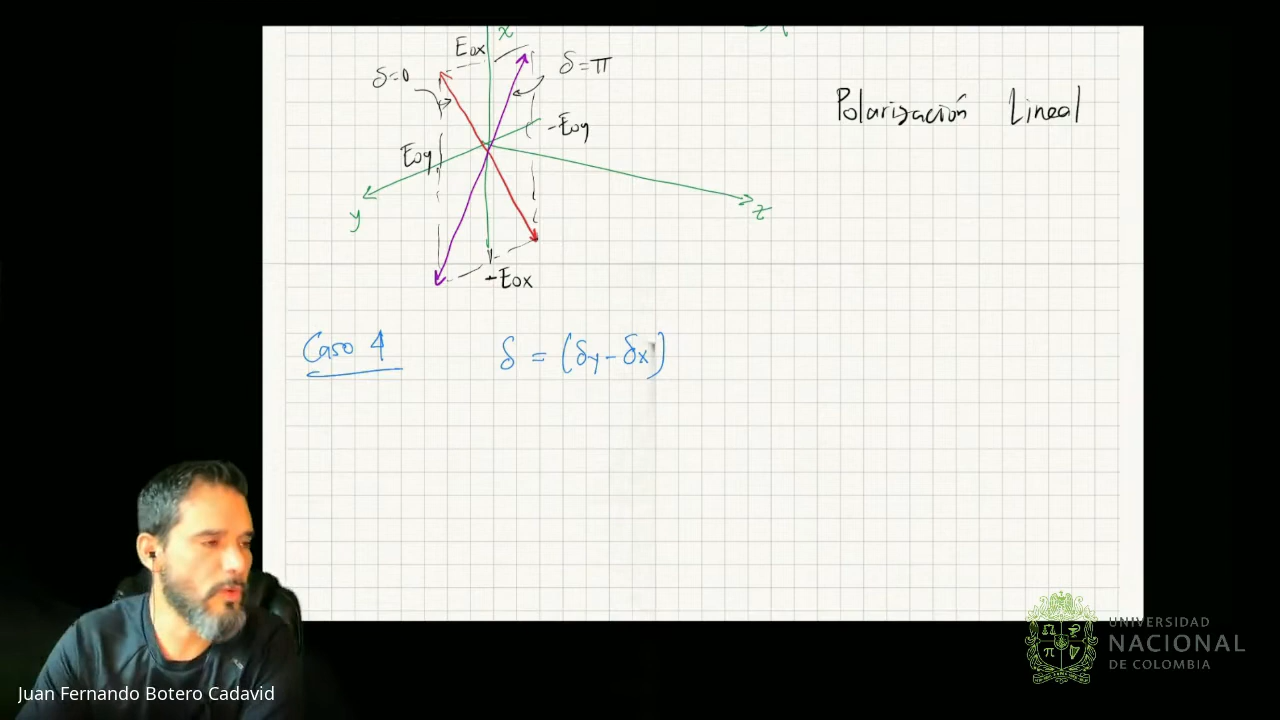 x
Eox
δ=0
δ=π
Polarización Lineal
-Eoy
Eoy
y
z
-Eox
Caso 4 δ = (δy - δx)
UNIVERSIDAD
NACIONAL
DE COLOMBIA
Juan Fernando Botero Cadavid